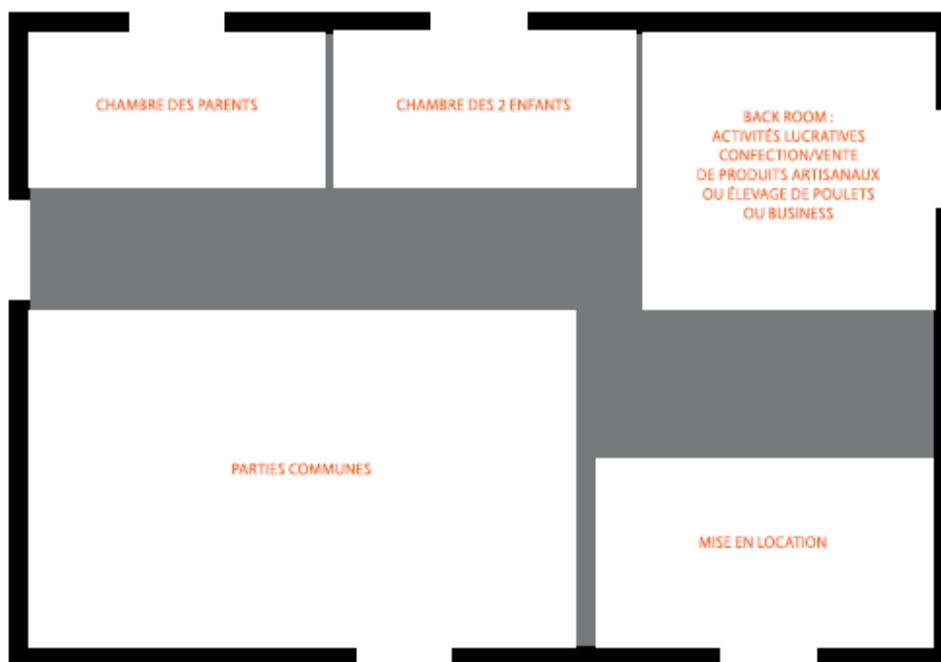 CHAMBRE DES PARENTS
CHAMBRE DES 2 ENFANTS
BACK ROOM :
ACTIVITÉS LUCRATIVES
CONFECTION/VENTE
DE PRODUITS ARTISANAUX
OU ÉLEVAGE DE POULETS
OU BUSINESS
PARTIES COMMUNES
MISE EN LOCATION